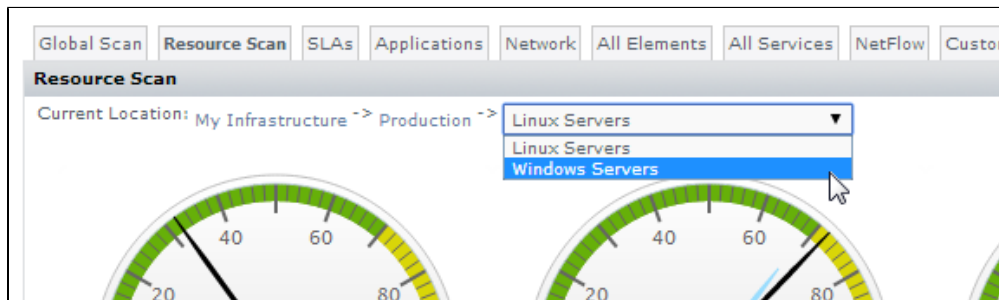 Global Scan Resource Scan SLAs Applications Network All Elements All Services NetFlow
Resource Scan
Current Location: My Infrastructure -> Production -> Linux Servers ▼
Linux Servers
Windows Servers
40 60 40 60
20 80 20 80